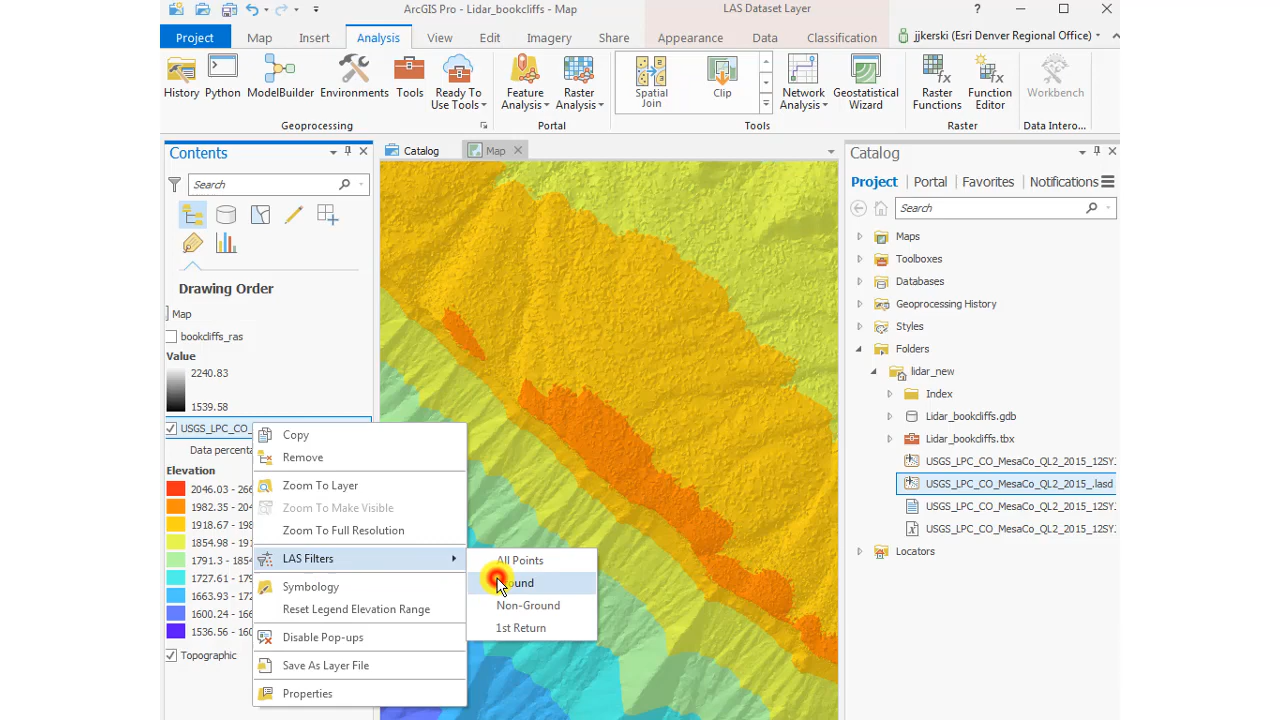 ArcGIS Pro - Lidar_bookcliffs - Map
LAS Dataset Layer
?
Project
Map
Insert
Analysis
View
Edit
Imagery
Share
Appearance
Data
Classification
jjkerski (Esri Denver Regional Office)
History
Python
ModelBuilder
Environments
Tools
Ready To
Use Tools
Feature
Analysis
Raster
Analysis
Spatial
Join
Clip
Network
Analysis
Geostatistical
Wizard
Raster
Functions
Function
Editor
Workbench
Geoprocessing
Portal
Tools
Raster
Data Intero...
Contents
Search
Drawing Order
Map
bookcliffs_ras
Value
2240.83
1539.58
USGS_LPC_CO_
Data percenta
Elevation
2046.03 - 266
1982.35 - 204
1918.67 - 198
1854.98 - 191
1791.3 - 1854
1727.61 - 179
1663.93 - 172
1600.24 - 166
1536.56 - 160
Topographic
Catalog
Map
Copy
Remove
Zoom To Layer
Zoom To Make Visible
Zoom To Full Resolution
LAS Filters
Symbology
Reset Legend Elevation Range
Disable Pop-ups
Save As Layer File
Properties
All Points
ound
Non-Ground
1st Return
Catalog
Project
Portal
Favorites
Notifications
Search
Maps
Toolboxes
Databases
Geoprocessing History
Styles
Folders
lidar_new
Index
Lidar_bookcliffs.gdb
Lidar_bookcliffs.tbx
USGS_LPC_CO_MesaCo_QL2_2015_12SYJ
USGS_LPC_CO_MesaCo_QL2_2015_.lasd
USGS_LPC_CO_MesaCo_QL2_2015_12SYJ
USGS_LPC_CO_MesaCo_QL2_2015_12SYJ
Locators